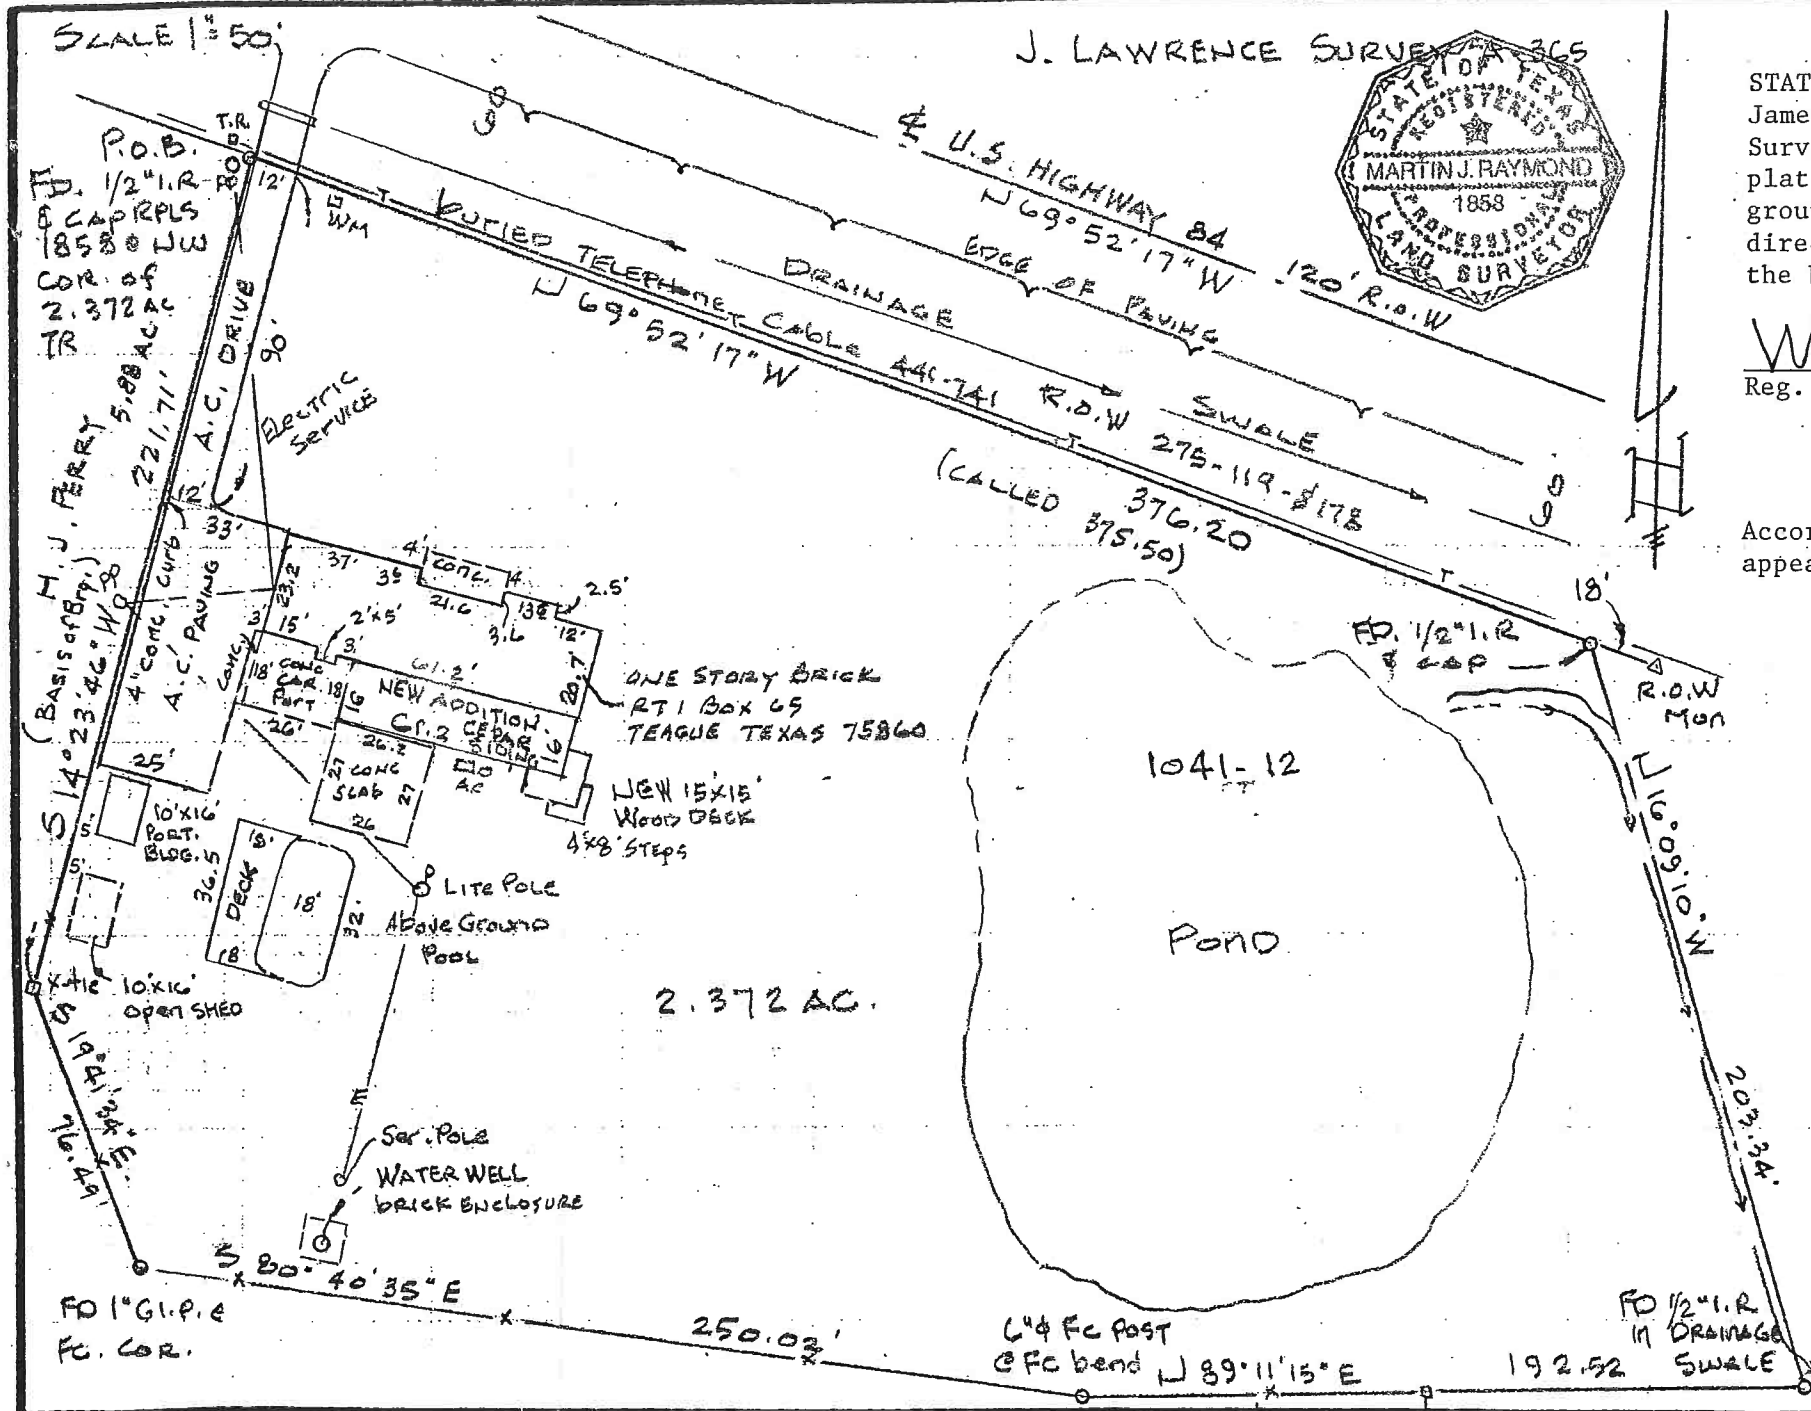 SCALE 1"=50'
J. LAWRENCE SURVEY A-365
STATE OF TEXAS
REGISTERED
MARTIN J. RAYMOND
1858
PROFESSIONAL
LAND SURVEYOR
STAT
Jame
Surv
plat
grou
dire
the
Reg.
Accor
appea
T.R.
P.O.B.
FD. 1/2" I.R
& CAP RPLS
1858 @ NW
COR. of
2.372 AC
TR
12'
WM
60
℄ U.S. HIGHWAY 84
N 69° 52' 17" W
120' R.O.W
EDGE OF PAVING
DRAINAGE
SWALE
buried TELEPHONE CABLE 441-741
N 69° 52' 17" W
R.O.W 275-119-&178
376.20
(CALLED 375.50)
60'
18'
FD. 1/2" I.R
& CAP
R.O.W
Mon
A.C. DRIVE
90'
ELECTRIC
SERVICE
H. J. PERRY 5.88 AC.
221.71'
(BASIS of Brg.)
S 14° 23' 46" W
4" CONC. CURB
A.C. PAVING
12'
33'
37'
23.2
4'
CONC.
4
21.6
3.6
2.5'
12'
20.7'
3'
15'
2'x5'
3'
CONC.
18'
CONC
CAR
PORT
18
16
61.2'
NEW ADDITION
CEDAR
SIDING
16'
26'
26.2
27
CONC
SLAB
27
26
AC
ONE STORY BRICK
RT 1 BOX 65
TEAGUE TEXAS 75860
NEW 15'X15'
WOOD DECK
4'x8' STEPS
25'
10'X16'
PORT.
BLDG.
5'
5'
36.5
DECK
18'
18'
32'
18
LITE POLE
Above Ground
POOL
10'x16'
open SHED
S 19° 41' 34" E
76.49'
2.372 AC.
1041-12
POND
N 16° 09' 10" W
203.34'
E
Ser. Pole
WATER WELL
brick ENCLOSURE
S 80° 40' 35" E
250.02'
FD 1" G.I.P. @
FC. COR.
6"ϕ FC POST
@ FC bend
N 89° 11' 15" E
192.52
FD 1/2" I.R
in DRAINAGE
SWALE